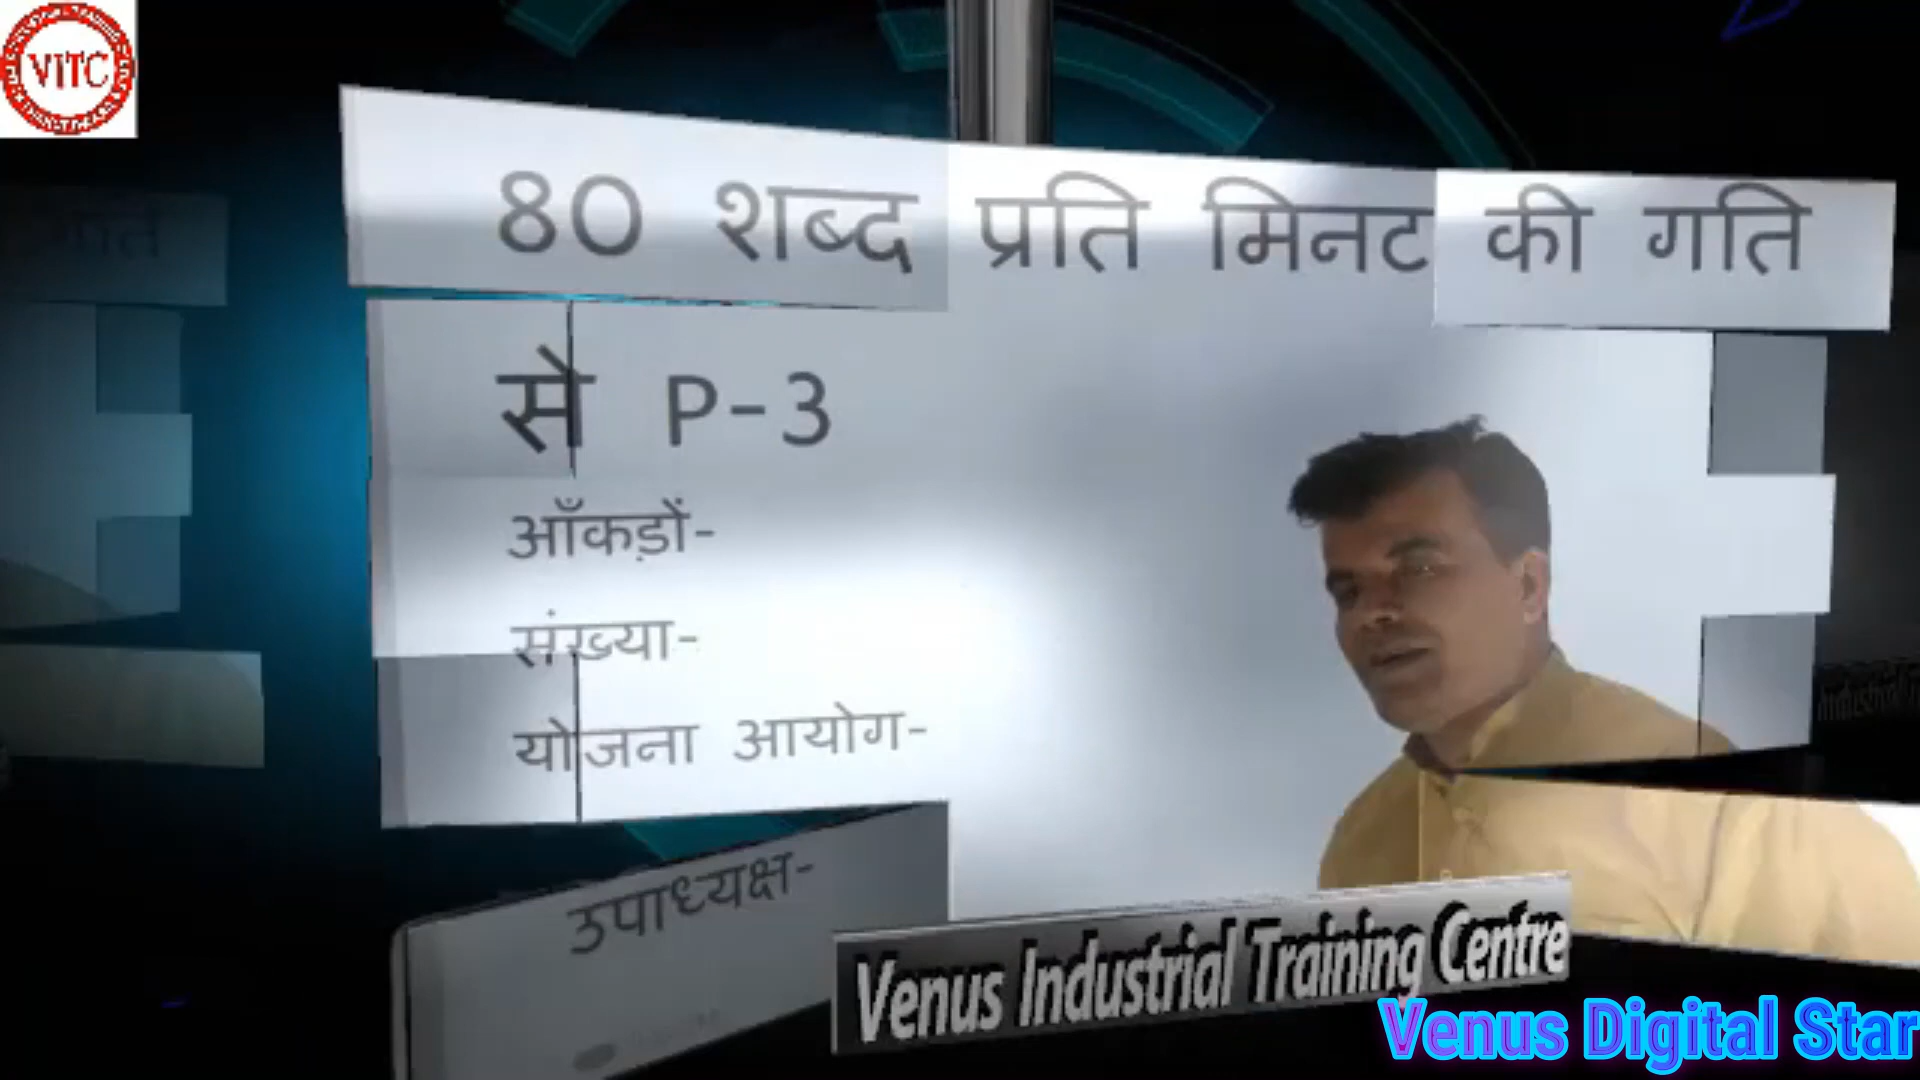 VITC
80 शब्द प्रति मिनट की गति
से P-3
आँकड़ों-
संख्या-
योजना आयोग-
उपाध्यक्ष-
Venus Industrial Training Centre
Venus Digital Star